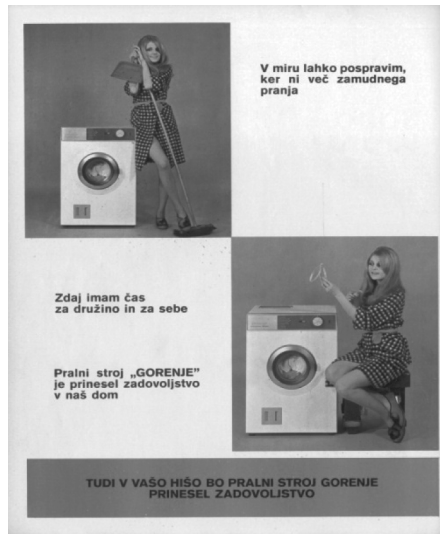 V miru lahko pospravim,
ker ni več zamudnega
pranja
Zdaj imam čas
za družino in za sebe
Pralni stroj „GORENJE”
je prinesel zadovoljstvo
v naš dom
TUDI V VAŠO HIŠO BO PRALNI STROJ GORENJE
PRINESEL ZADOVOLJSTVO